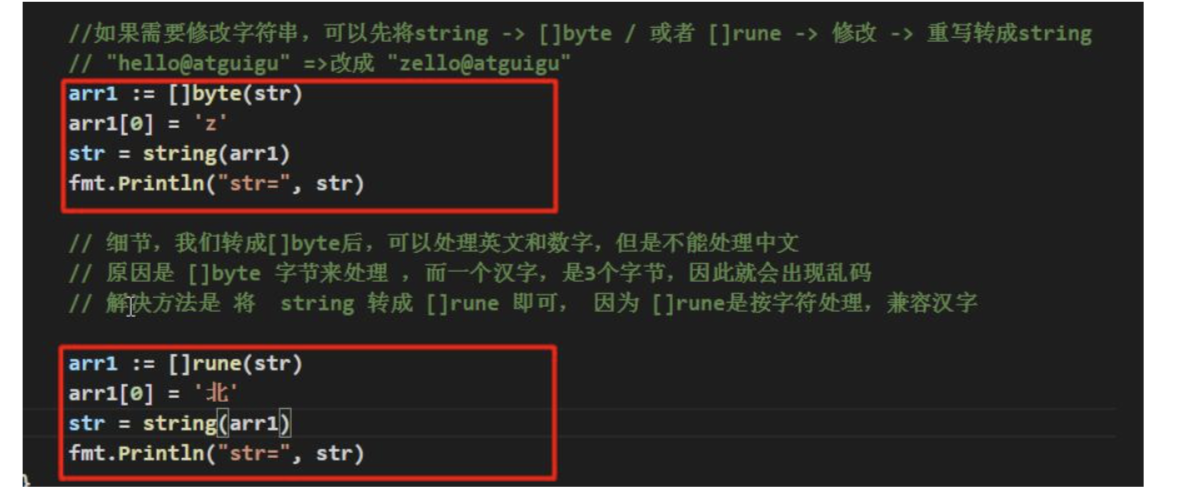 //如果需要修改字符串，可以先将string -> []byte / 或者 []rune -> 修改 -> 重写转成string
// "hello@atguigu" =>改成 "zello@atguigu"
arr1 := []byte(str)
arr1[0] = 'z'
str = string(arr1)
fmt.Println("str=", str)
// 细节，我们转成[]byte后，可以处理英文和数字，但是不能处理中文
// 原因是 []byte 字节来处理 ，而一个汉字，是3个字节，因此就会出现乱码
// 解决方法是 将  string 转成 []rune 即可， 因为 []rune是按字符处理，兼容汉字
arr1 := []rune(str)
arr1[0] = '北'
str = string(arr1)
fmt.Println("str=", str)
}